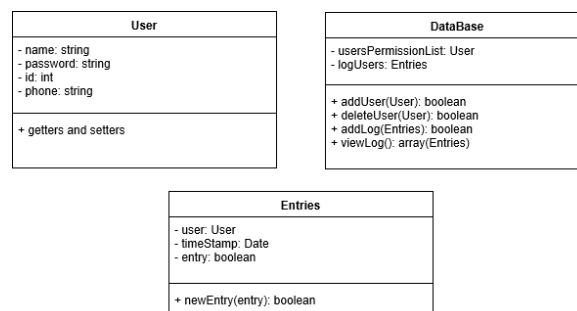 User
- name: string
- password: string
- id: int
- phone: string
+ getters and setters
DataBase
- usersPermissionList: User
- logUsers: Entries
+ addUser(User): boolean
+ deleteUser(User): boolean
+ addLog(Entries): boolean
+ viewLog(): array(Entries)
Entries
- user: User
- timeStamp: Date
- entry: boolean
+ newEntry(entry): boolean